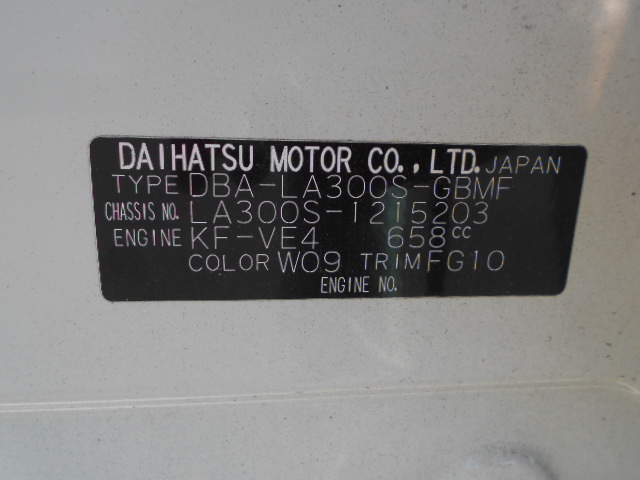 DAIHATSU MOTOR CO., LTD. JAPAN
TYPE DBA-LA300S-GBMF
CHASSIS NO. LA300S-1215203
ENGINE KF-VE4 658cc
COLOR W09 TRIM FG10
ENGINE NO.